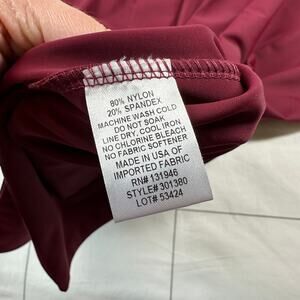 80% NYLON
20% SPANDEX
MACHINE WASH COLD
DO NOT SOAK
LINE DRY, COOL IRON
NO CHLORINE BLEACH
NO FABRIC SOFTENER
MADE IN USA OF
IMPORTED FABRIC
RN# 131946
STYLE# 301380
LOT# 53424